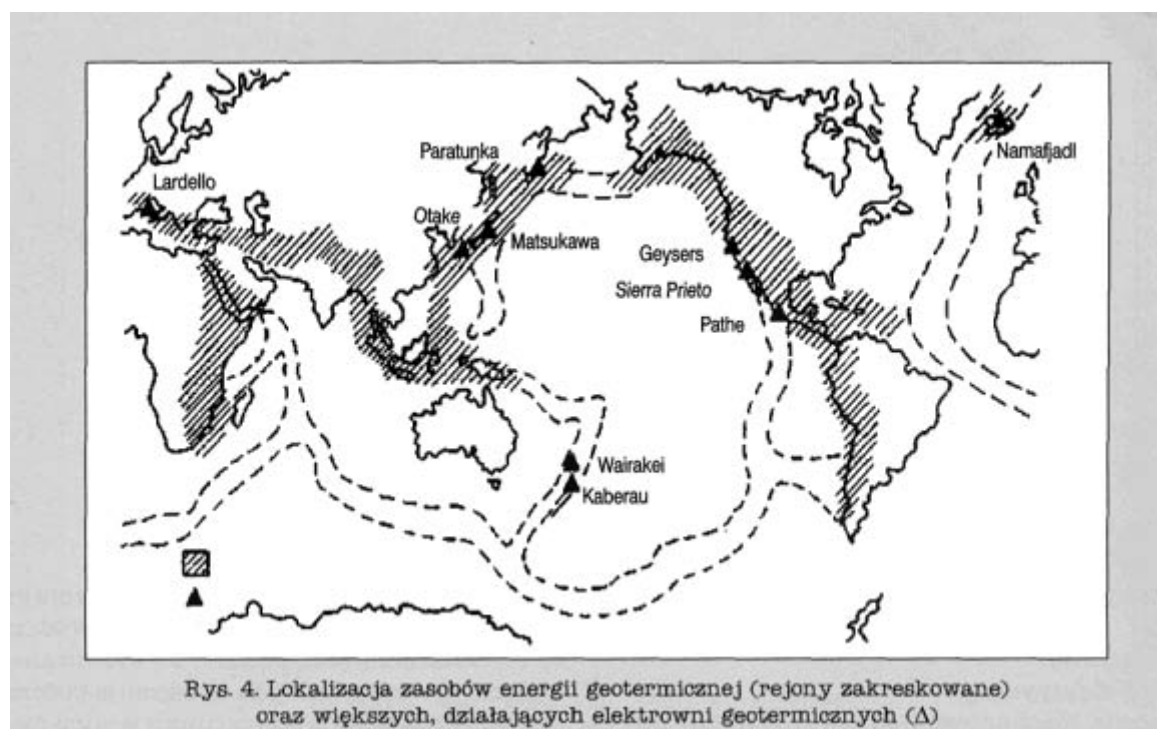 Lardello
Paratunka
Otake
Matsukawa
Geysers
Sierra Prieto
Pathe
Namafjadl
Wairakei
Kaberau
Rys. 4. Lokalizacja zasobów energii geotermicznej (rejony zakreskowane)
oraz większych, działających elektrowni geotermicznych (Δ)